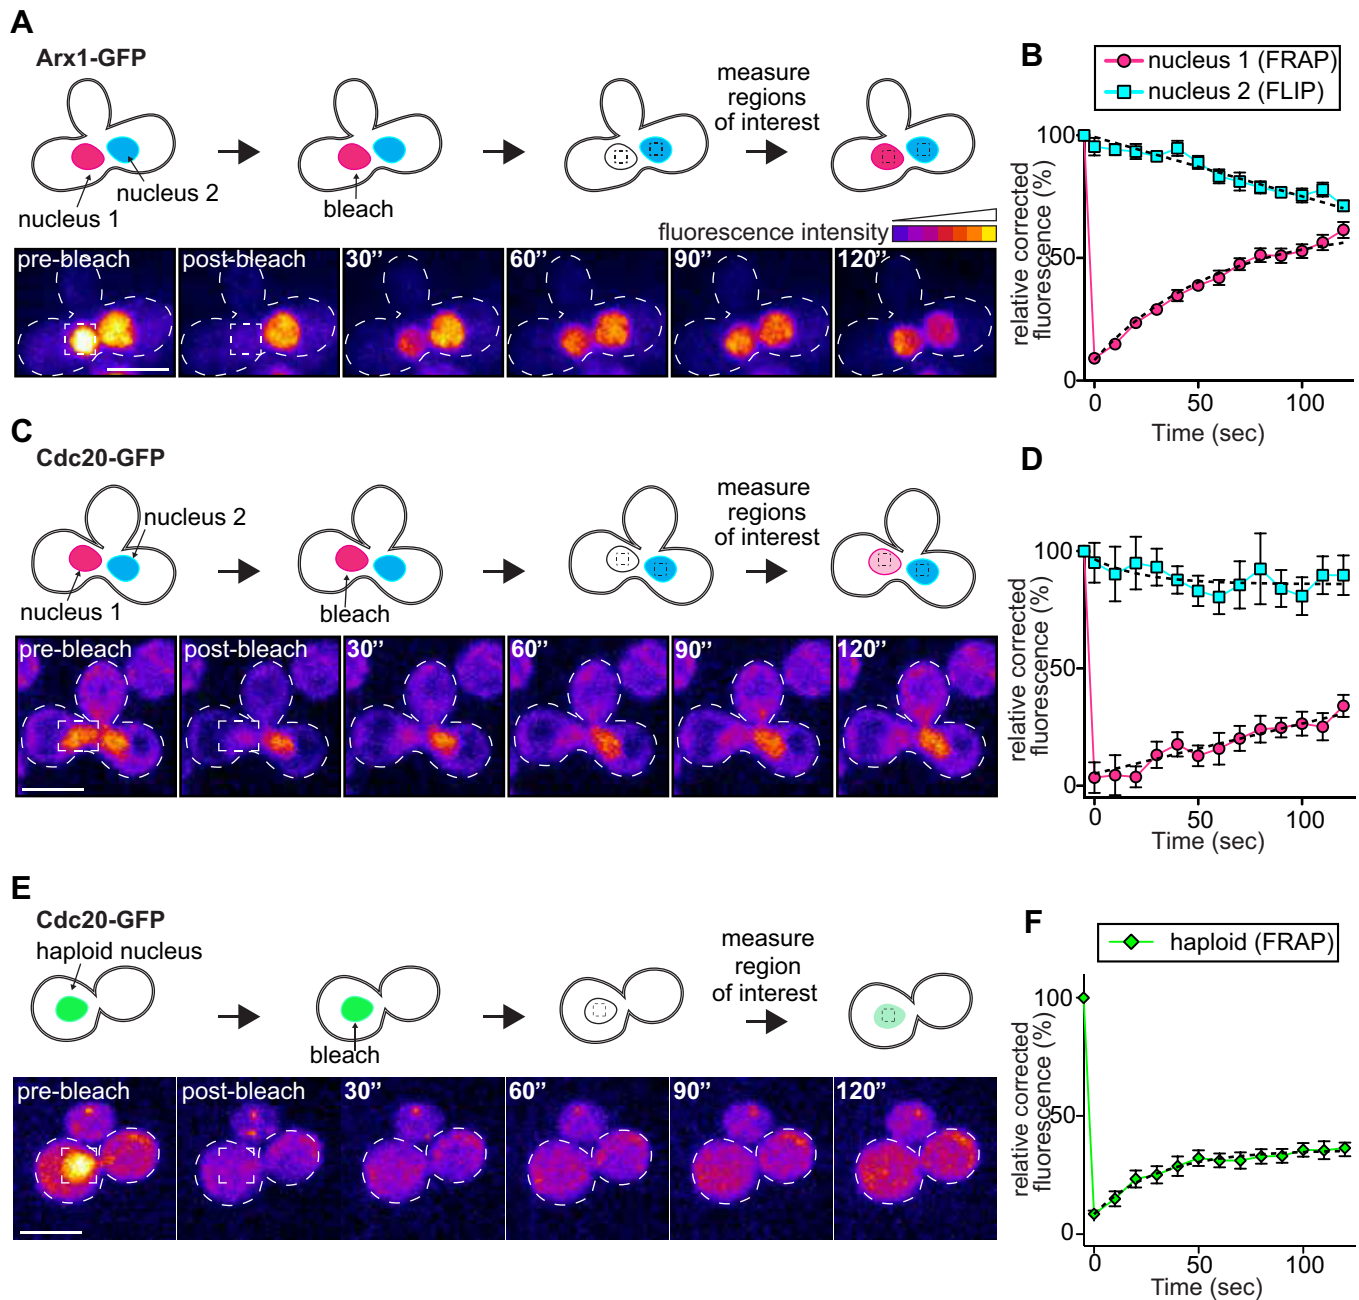 A
Arx1-GFP
nucleus 1
nucleus 2
bleach
measure
regions
of interest
fluorescence intensity
pre-bleach
post-bleach
30’’
60’’
90’’
120’’
B
nucleus 1 (FRAP)
nucleus 2 (FLIP)
relative corrected
fluorescence (%)
100
50
0
0
50
100
Time (sec)
C
Cdc20-GFP
nucleus 2
nucleus 1
bleach
measure
regions
of interest
pre-bleach
post-bleach
30’’
60’’
90’’
120’’
D
relative corrected
fluorescence (%)
100
50
0
0
50
100
Time (sec)
E
Cdc20-GFP
haploid nucleus
bleach
measure
region
of interest
pre-bleach
post-bleach
30’’
60’’
90’’
120’’
F
haploid (FRAP)
relative corrected
fluorescence (%)
100
50
0
0
50
100
Time (sec)